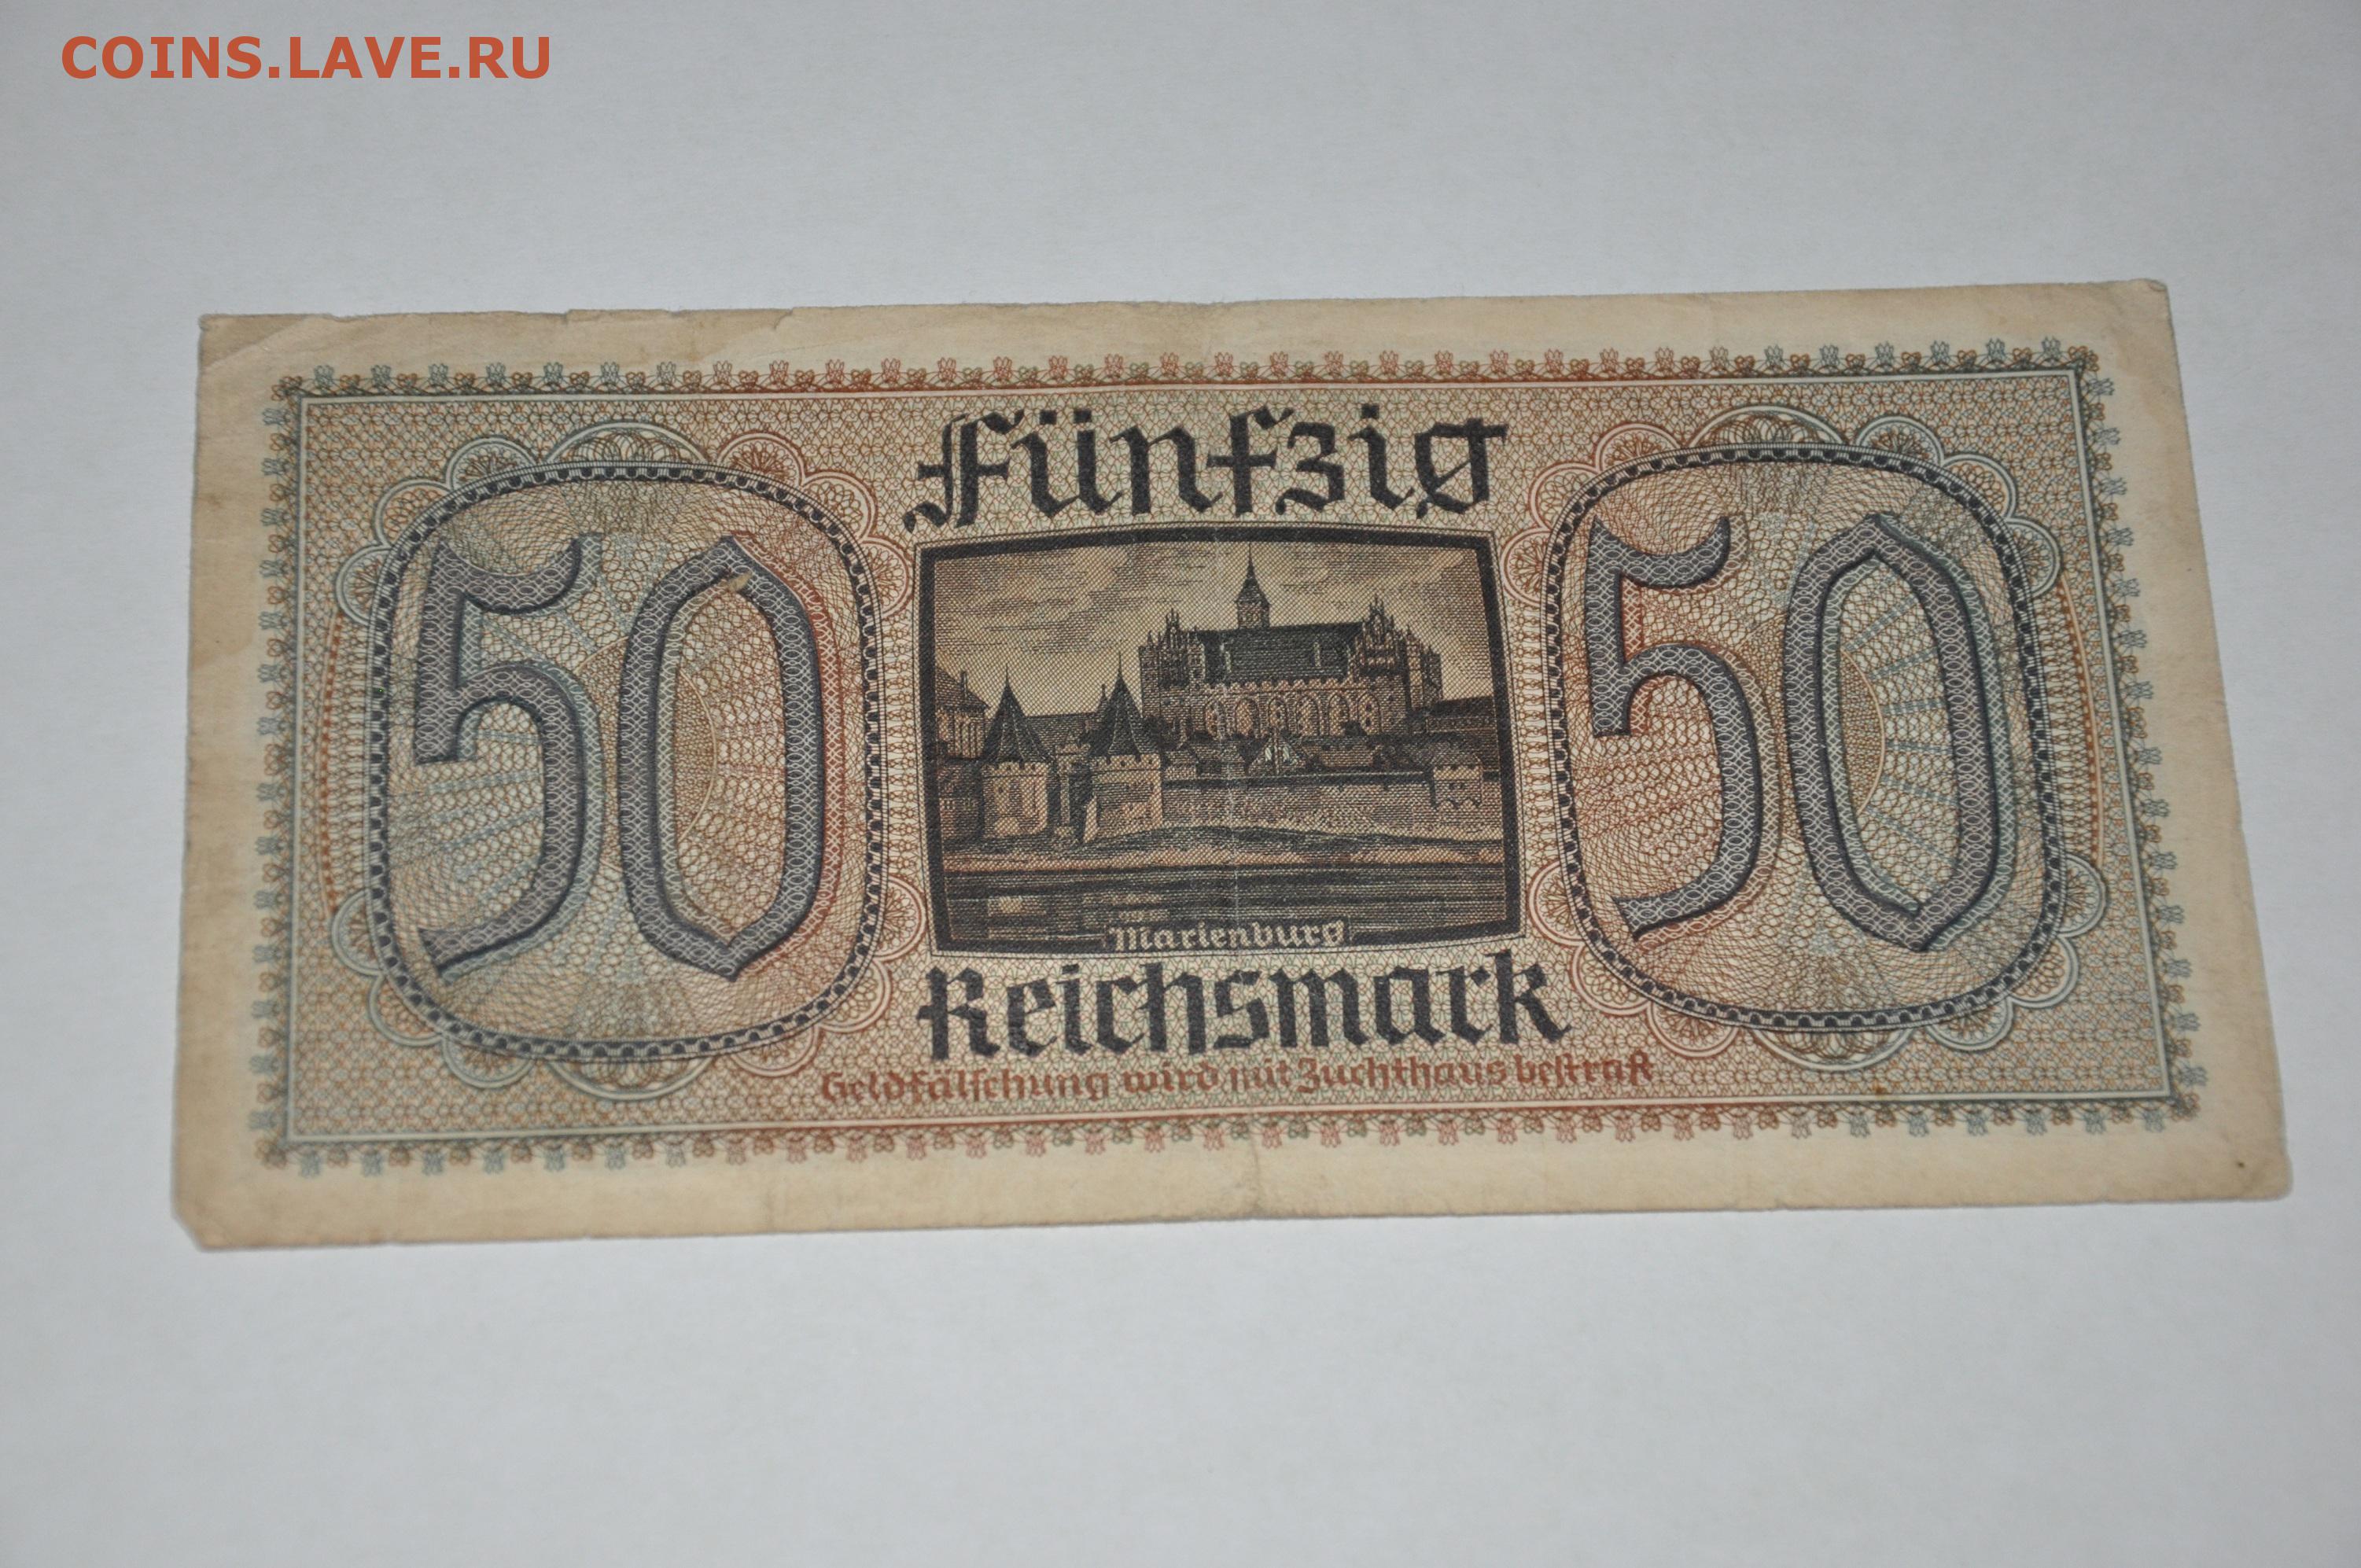 COINS.LAVE.RU
Fünfzig
50
50
Marienburg
Reichsmark
Geldfälschung wird mit Zuchthaus bestraft